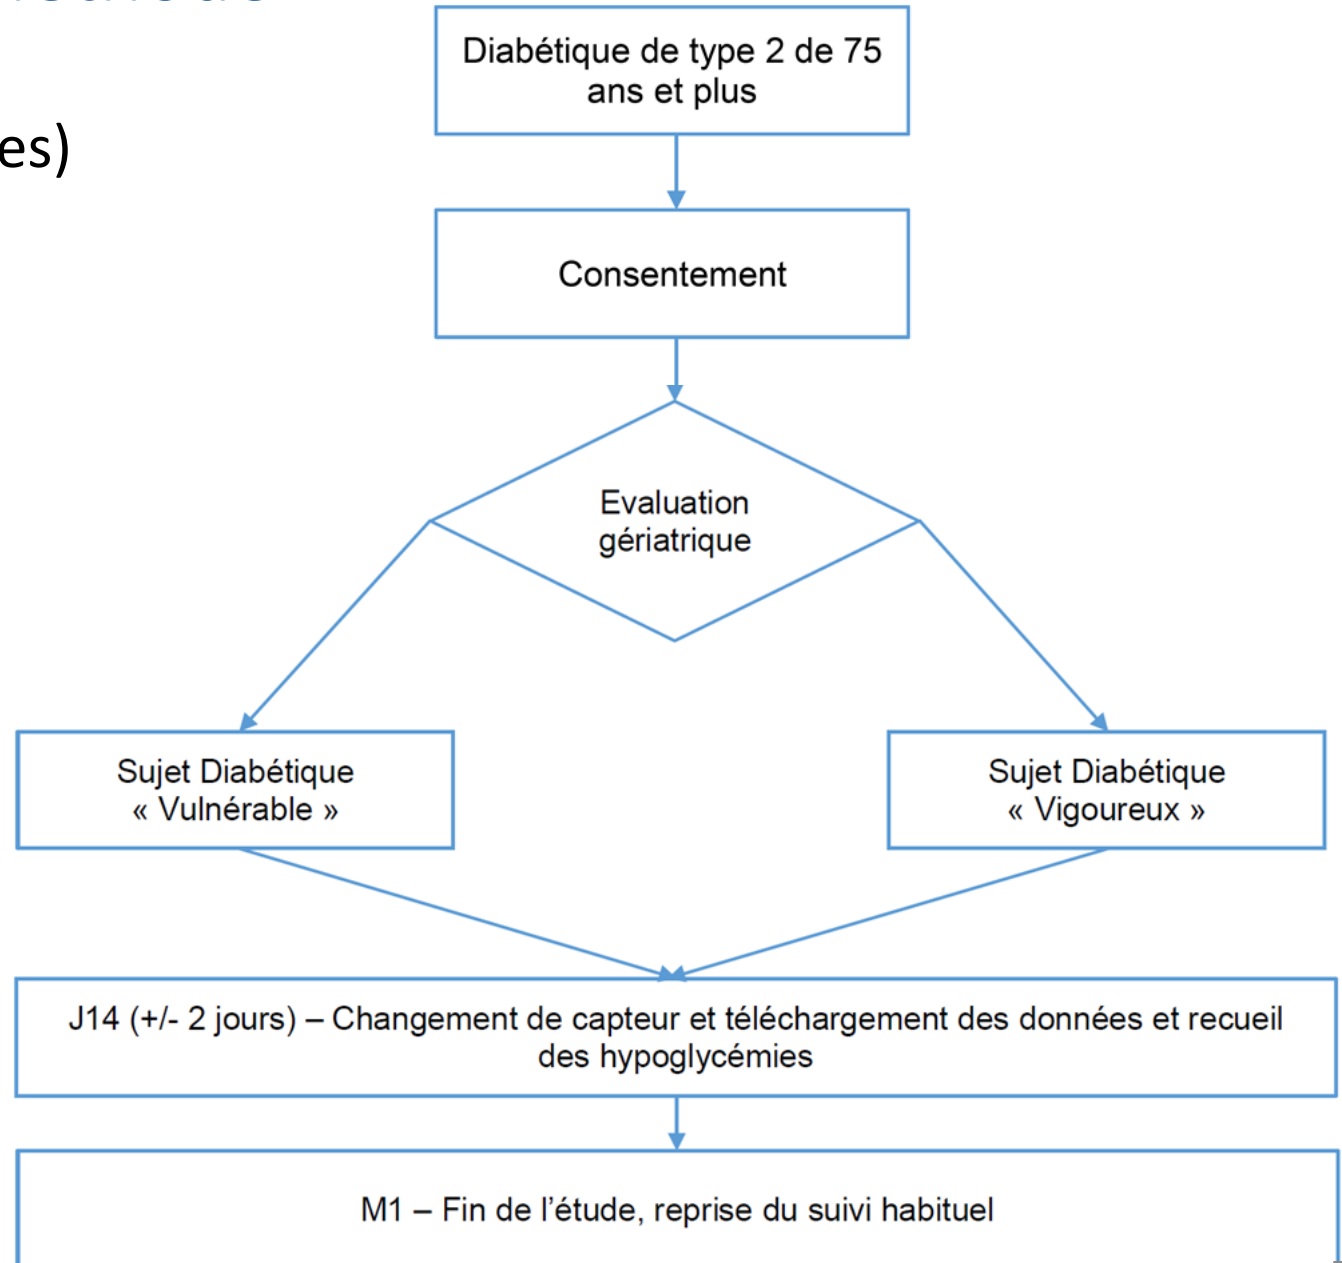 es)
Diabétique de type 2 de 75
ans et plus
Consentement
Evaluation
gériatrique
Sujet Diabétique
« Vulnérable »
Sujet Diabétique
« Vigoureux »
J14 (+/- 2 jours) – Changement de capteur et téléchargement des données et recueil
des hypoglycémies
M1 – Fin de l’étude, reprise du suivi habituel